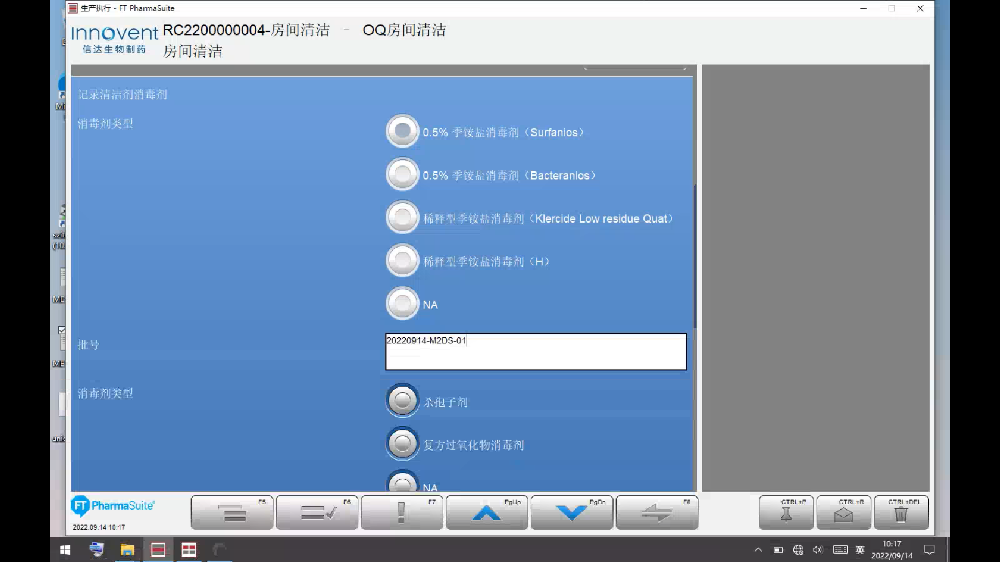 生产执行 - FT PharmaSuite
Innovent
信达生物制药
RC2200000004-房间清洁 - OQ房间清洁
房间清洁
记录清洁剂消毒剂
消毒剂类型
0.5% 季铵盐消毒剂（Surfanios）
0.5% 季铵盐消毒剂（Bacteranios）
稀释型季铵盐消毒剂（Klercide Low residue Quat）
稀释型季铵盐消毒剂（H）
NA
批号
20220914-M2DS-01
消毒剂类型
杀孢子剂
复方过氧化物消毒剂
NA
FT PharmaSuite
2022.09.14 10:17
F5
F6
F7
PgUp
PgDn
F8
CTRL+P
CTRL+R
CTRL+DEL
英
10:17
2022/09/14